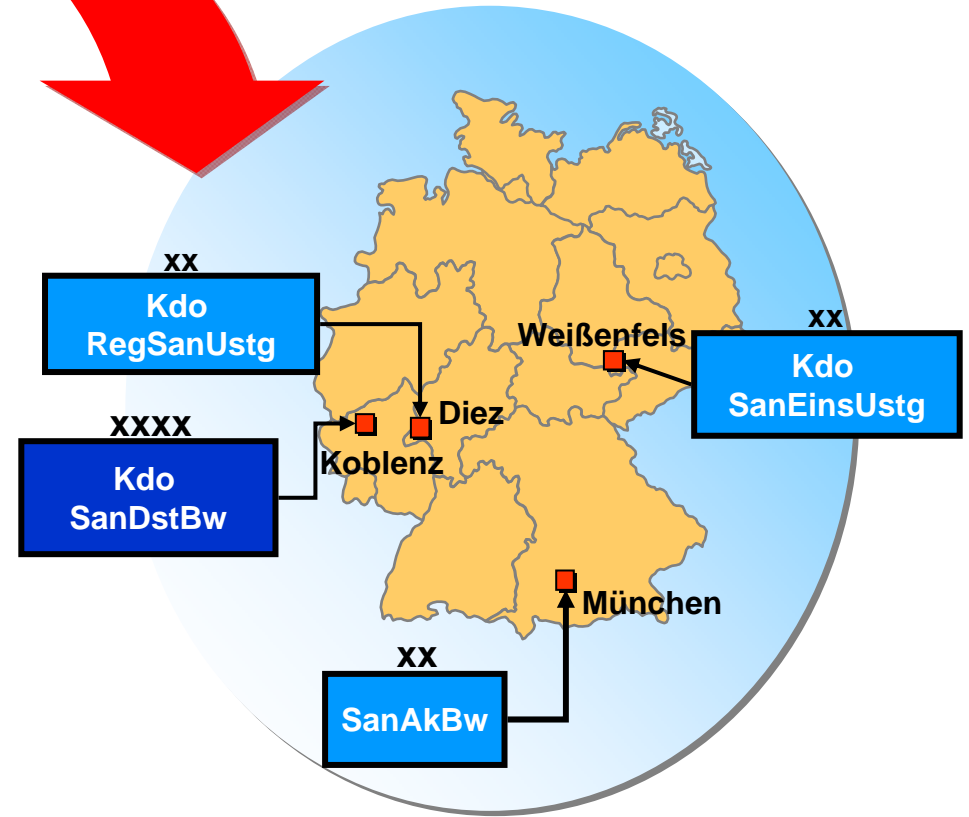 xx
Kdo
RegSanUstg
Weißenfels
xx
Kdo
SanEinsUstg
Diez
xxxx
Koblenz
Kdo
SanDstBw
München
xx
SanAkBw